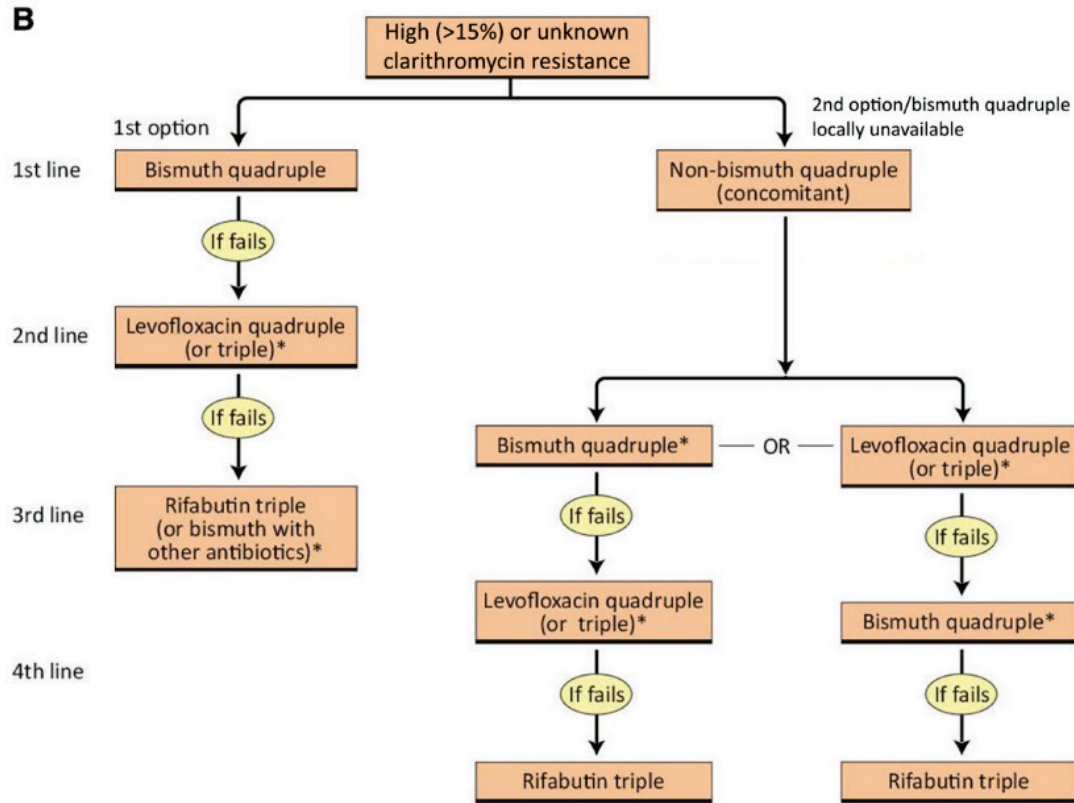 B
High (>15%) or unknown
clarithromycin resistance
1st option
2nd option/bismuth quadruple
locally unavailable
1st line
Bismuth quadruple
Non-bismuth quadruple
(concomitant)
If fails
2nd line
Levofloxacin quadruple
(or triple)*
If fails
Bismuth quadruple*
OR
Levofloxacin quadruple
(or triple)*
3rd line
Rifabutin triple
(or bismuth with
other antibiotics)*
If fails
If fails
Levofloxacin quadruple
(or triple)*
Bismuth quadruple*
4th line
If fails
If fails
Rifabutin triple
Rifabutin triple